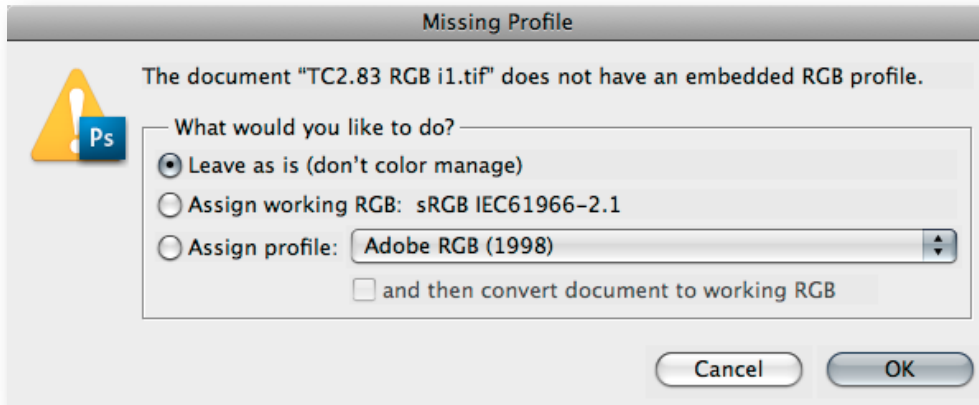 Missing Profile
The document “TC2.83 RGB i1.tif” does not have an embedded RGB profile.
Ps
What would you like to do?
Leave as is (don’t color manage)
Assign working RGB: sRGB IEC61966-2.1
Assign profile: Adobe RGB (1998)
and then convert document to working RGB
Cancel OK